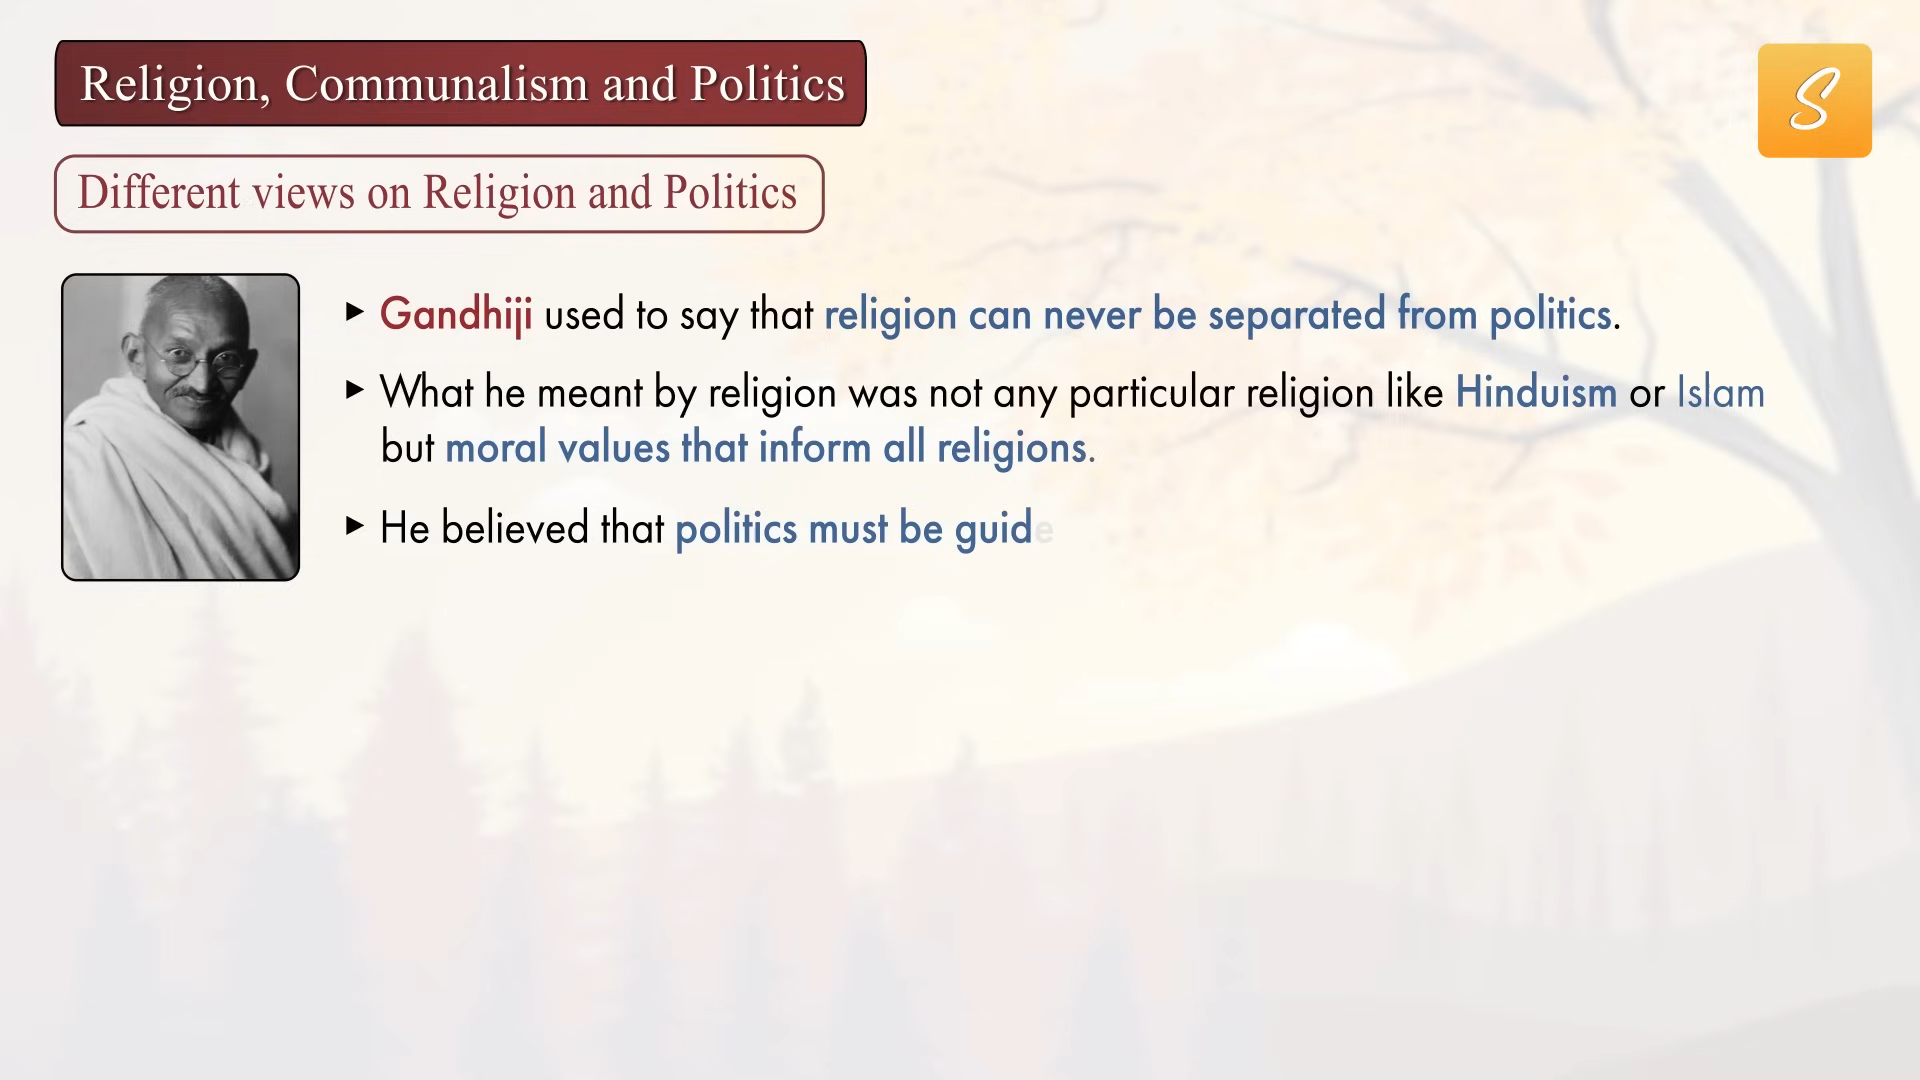 Religion, Communalism and Politics
S
Different views on Religion and Politics
▸ Gandhiji used to say that religion can never be separated from politics.
▸ What he meant by religion was not any particular religion like Hinduism or Islam
but moral values that inform all religions.
▸ He believed that politics must be guide